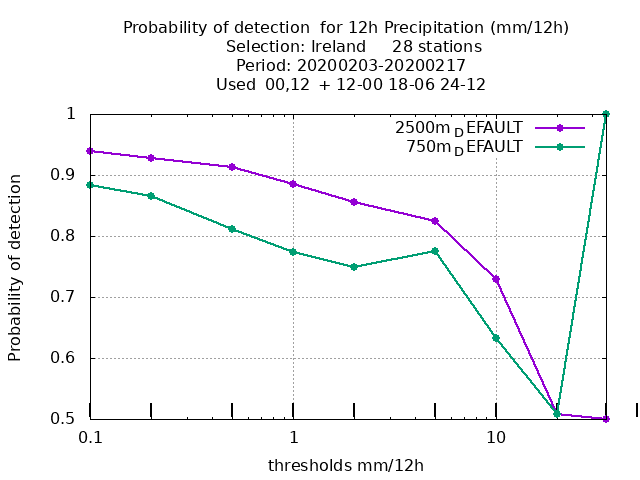 Probability of detection  for 12h Precipitation (mm/12h)
Selection: Ireland     28 stations
Period: 20200203-20200217
Used  00,12  + 12-00 18-06 24-12
2500m_DEFAULT
750m_DEFAULT
1
0.9
0.8
0.7
0.6
0.5
Probability of detection
0.1 1 10
thresholds mm/12h